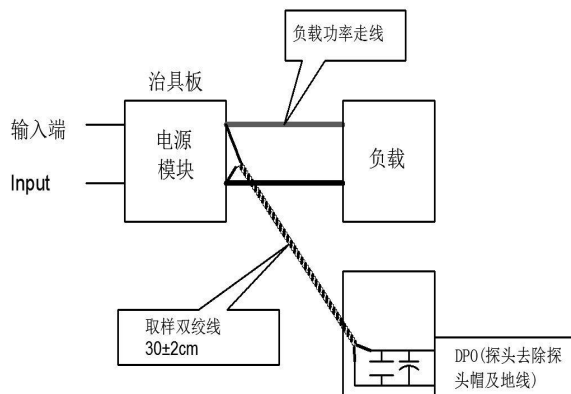 负载功率走线
治具板
输入端
Input
电源
模块
负载
取样双绞线
30±2cm
DPO(探头去除探
头帽及地线)